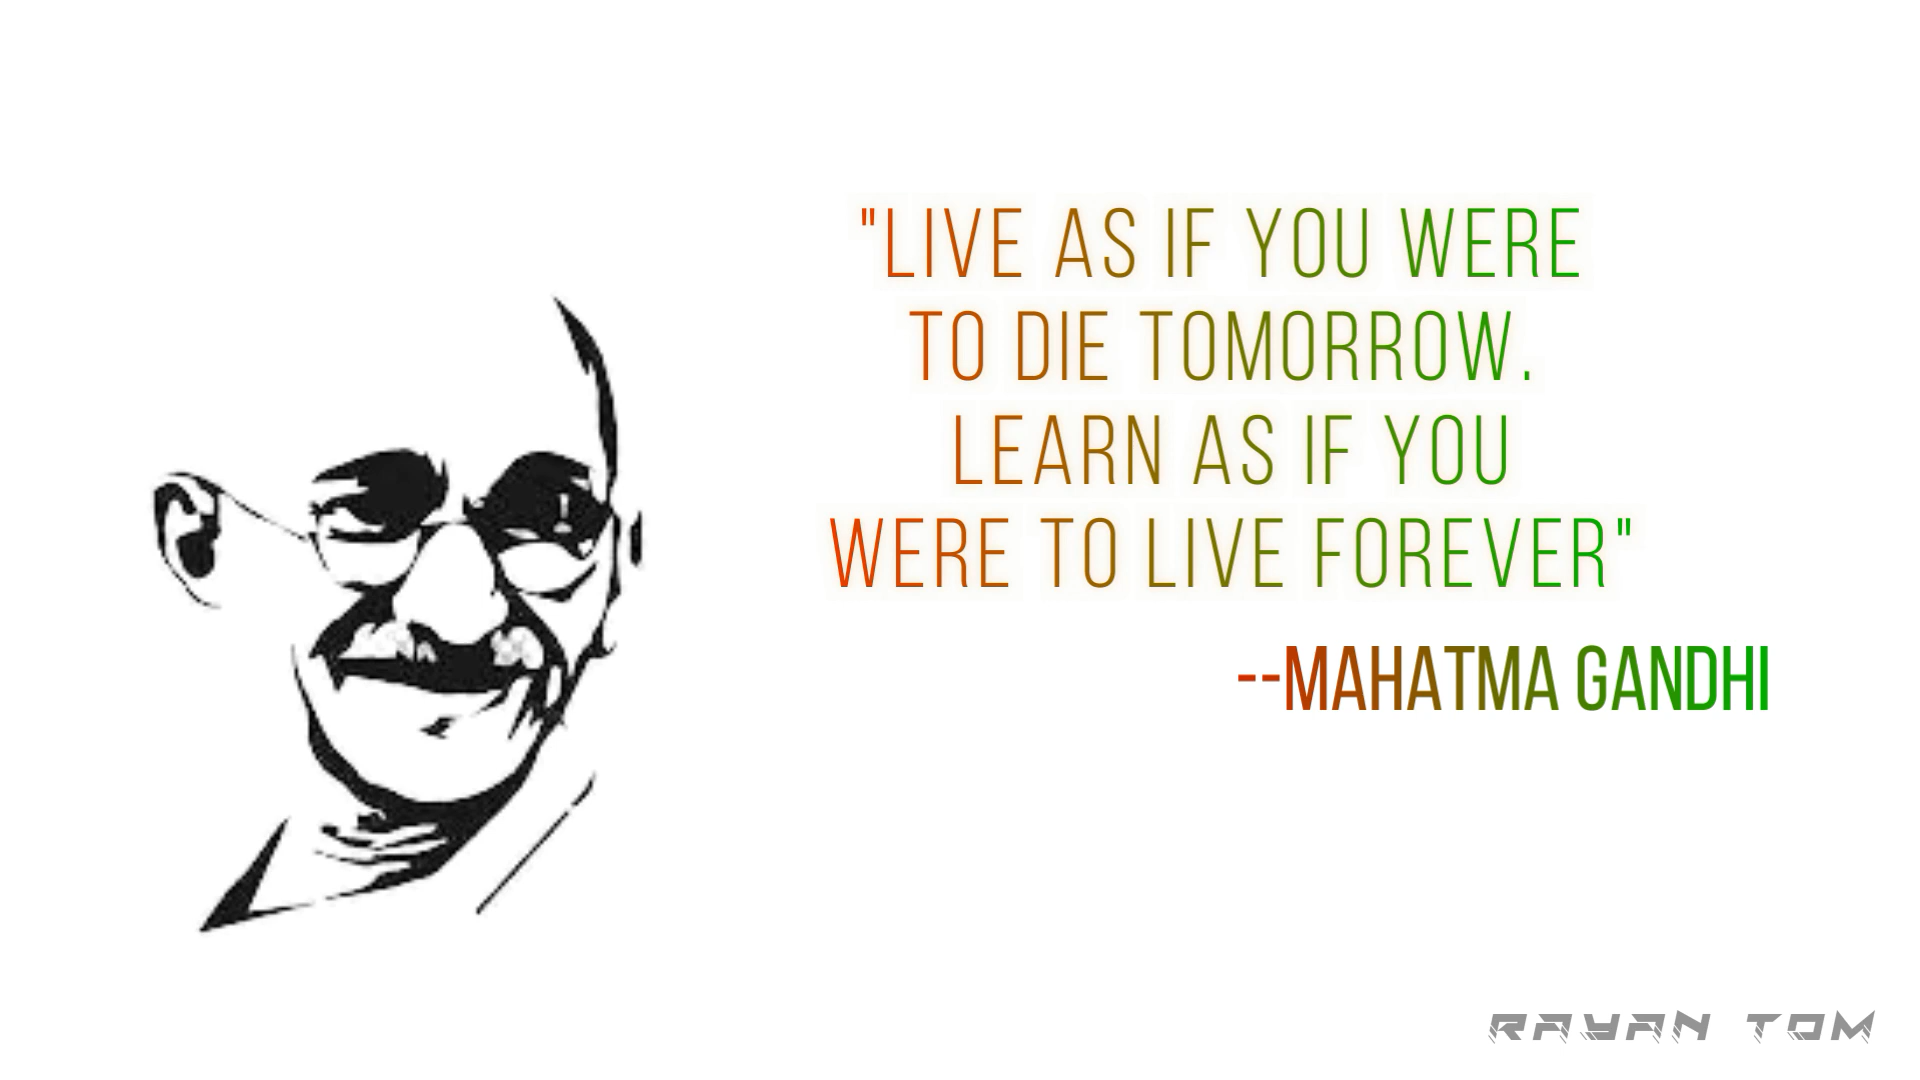 "LIVE AS IF YOU WERE
TO DIE TOMORROW.
LEARN AS IF YOU
WERE TO LIVE FOREVER"
--MAHATMA GANDHI
RAYAN TOM